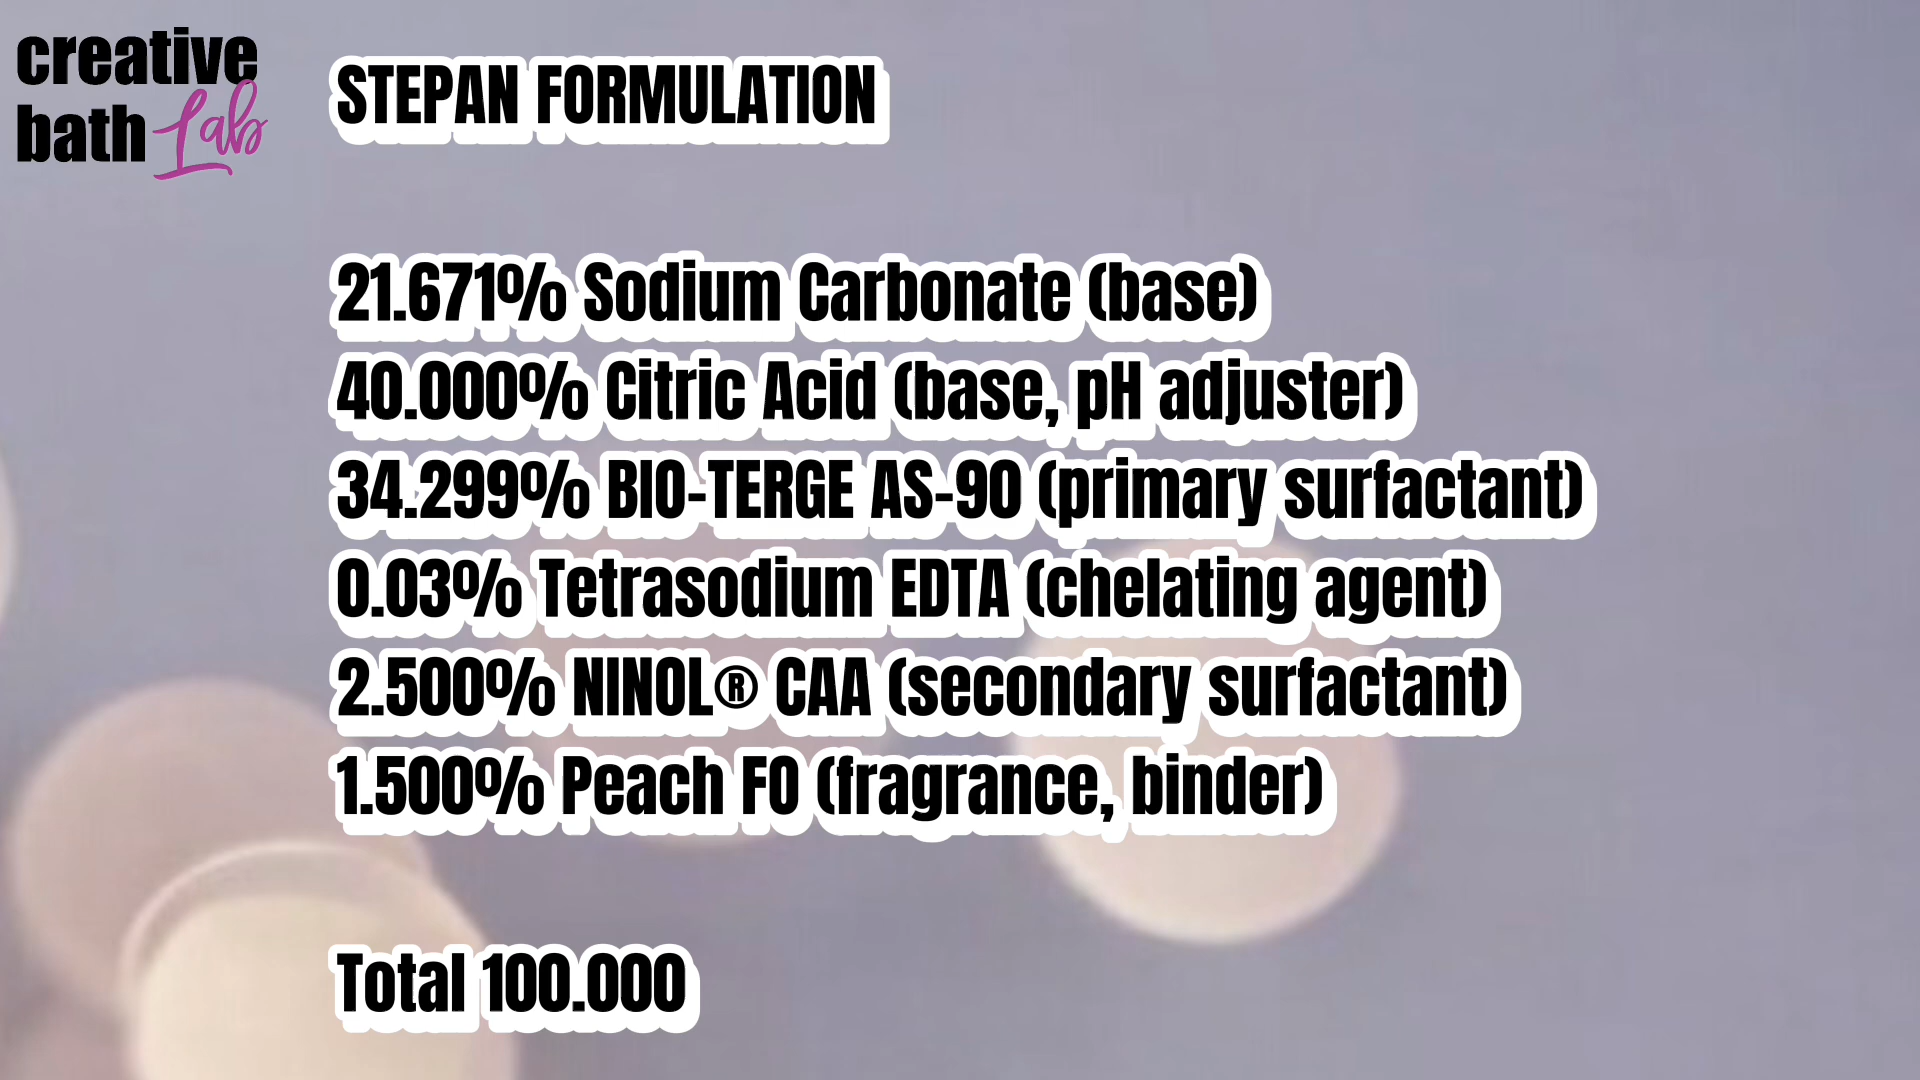 creative
bath Lab
STEPAN FORMULATION
21.671% Sodium Carbonate (base)
40.000% Citric Acid (base, pH adjuster)
34.299% BIO-TERGE AS-90 (primary surfactant)
0.03% Tetrasodium EDTA (chelating agent)
2.500% NINOL® CAA (secondary surfactant)
1.500% Peach FO (fragrance, binder)
Total 100.000